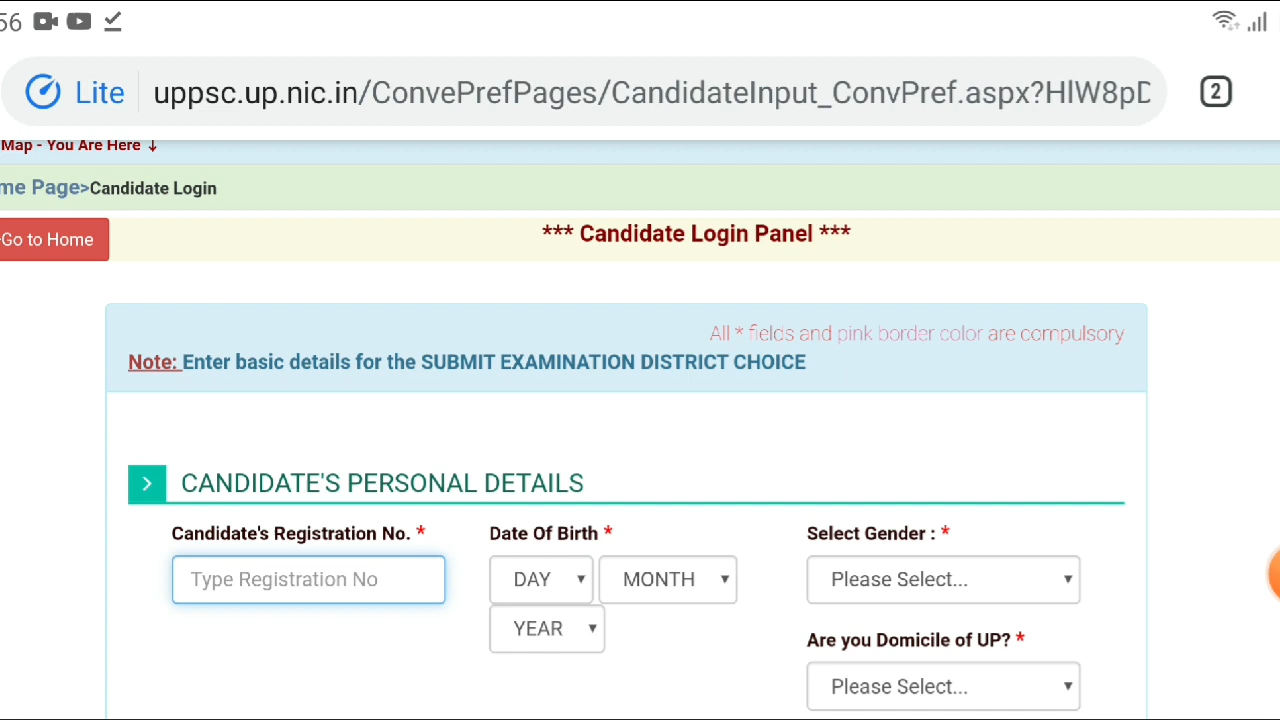 56
Lite uppsc.up.nic.in/ConvePrefPages/CandidateInput_ConvPref.aspx?HlW8pD 2
Map - You Are Here ↓
me Page>Candidate Login
Go to Home
*** Candidate Login Panel ***
All * fields and pink border color are compulsory
Note: Enter basic details for the SUBMIT EXAMINATION DISTRICT CHOICE
CANDIDATE'S PERSONAL DETAILS
Candidate's Registration No. * Date Of Birth * Select Gender : *
Type Registration No DAY MONTH Please Select...
YEAR
Are you Domicile of UP? *
Please Select...